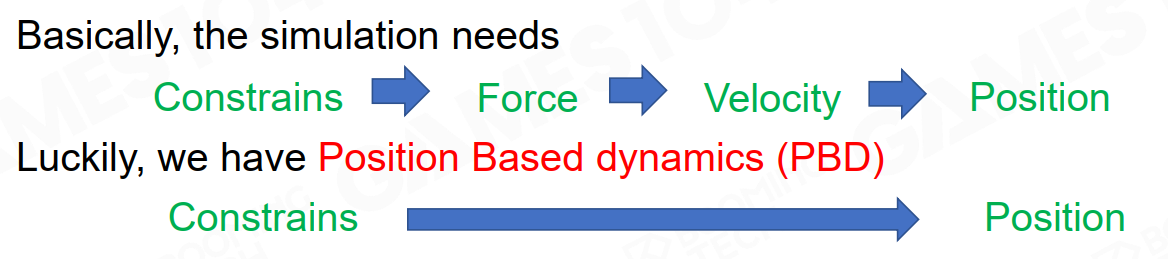 Basically, the simulation needs
Constrains Force Velocity Position
Luckily, we have Position Based dynamics (PBD)
Constrains Position